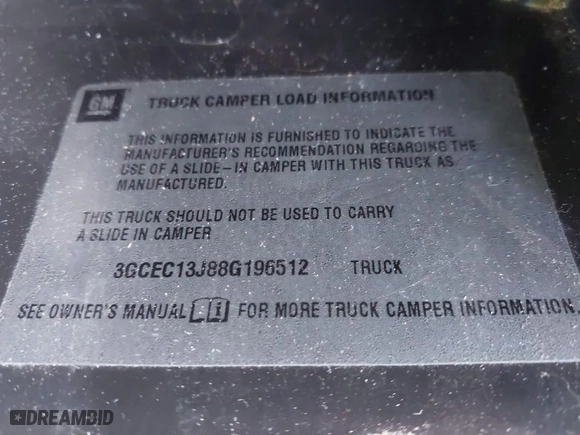 GM TRUCK CAMPER LOAD INFORMATION
THIS INFORMATION IS FURNISHED TO INDICATE THE
MANUFACTURER'S RECOMMENDATION REGARDING THE
USE OF A SLIDE-IN CAMPER WITH THIS TRUCK AS
MANUFACTURED.
THIS TRUCK SHOULD NOT BE USED TO CARRY
A SLIDE IN CAMPER
3GCEC13J88G196512 TRUCK
SEE OWNER'S MANUAL i FOR MORE TRUCK CAMPER INFORMATION.
DREAMBID